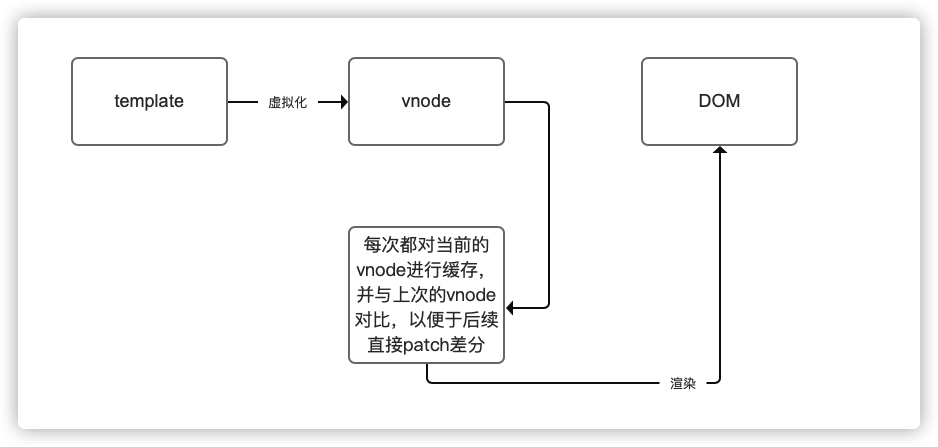 template
虚拟化
vnode
DOM
每次都对当前的
vnode进行缓存，
并与上次的vnode
对比，以便于后续
直接patch差分
渲染